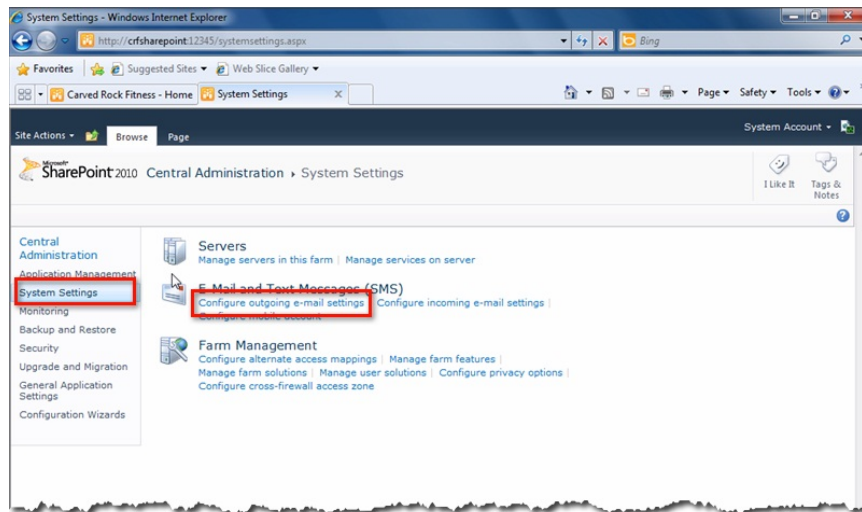 System Settings - Windows Internet Explorer
http://crfsharepoint:12345/systemsettings.aspx
Bing
Favorites
Suggested Sites
Web Slice Gallery
Carved Rock Fitness - Home
System Settings
x
Page
Safety
Tools
System Account
Site Actions
Browse
Page
Microsoft
SharePoint 2010
Central Administration
System Settings
I Like It
Tags &
Notes
Central
Administration
Application Management
System Settings
Monitoring
Backup and Restore
Security
Upgrade and Migration
General Application
Settings
Configuration Wizards
Servers
Manage servers in this farm | Manage services on server
E-Mail and Text Messages (SMS)
Configure outgoing e-mail settings | Configure incoming e-mail settings |
Configure mobile account
Farm Management
Configure alternate access mappings | Manage farm features |
Manage farm solutions | Manage user solutions | Configure privacy options |
Configure cross-firewall access zone